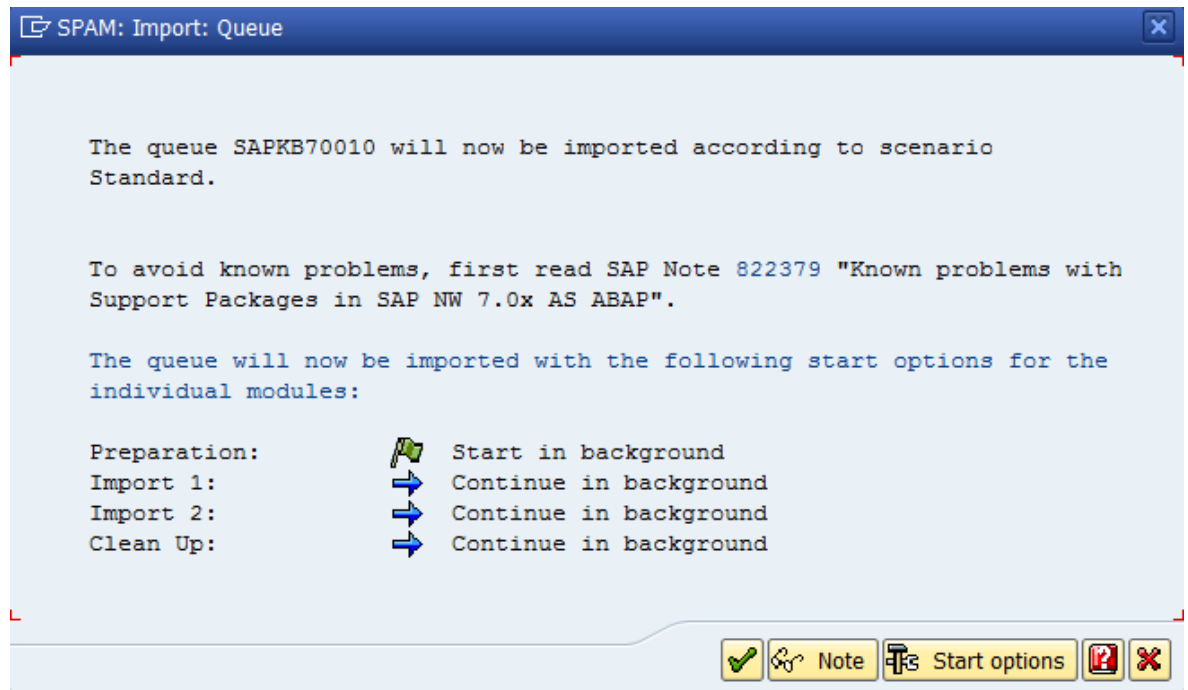 SPAM: Import: Queue
The queue SAPKB70010 will now be imported according to scenario
Standard.
To avoid known problems, first read SAP Note 822379 "Known problems with
Support Packages in SAP NW 7.0x AS ABAP".
The queue will now be imported with the following start options for the
individual modules:
Preparation: Start in background
Import 1: Continue in background
Import 2: Continue in background
Clean Up: Continue in background
Note Start options